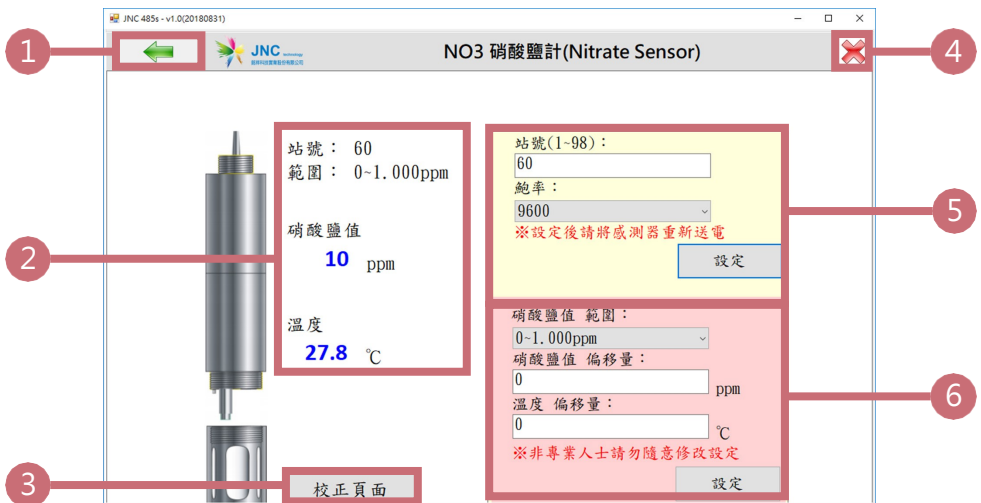 JNC 485s - v1.0(20180831)
JNC technology
NO3 硝酸鹽計(Nitrate Sensor)
1
4
站號： 60
範圍： 0~1.000ppm
硝酸鹽值
10 ppm
溫度
27.8 ℃
2
站號(1~98)：
60
鮑率：
9600
※設定後請將感測器重新送電
設定
5
硝酸鹽值 範圍：
0~1.000ppm
硝酸鹽值 偏移量：
0 ppm
溫度 偏移量：
0 ℃
※非專業人士請勿隨意修改設定
設定
6
3
校正頁面